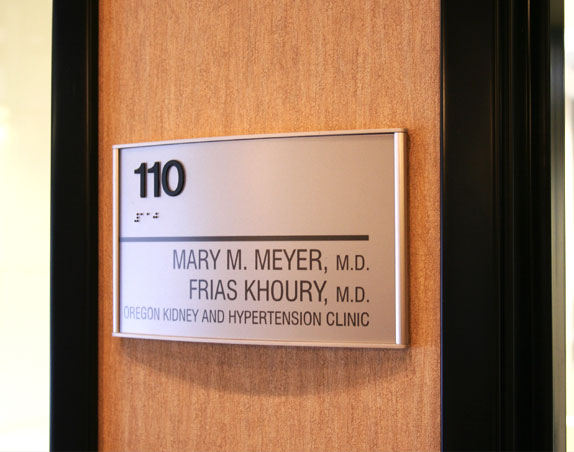 110
MARY M. MEYER, M.D.
FRIAS KHOURY, M.D.
OREGON KIDNEY AND HYPERTENSION CLINIC